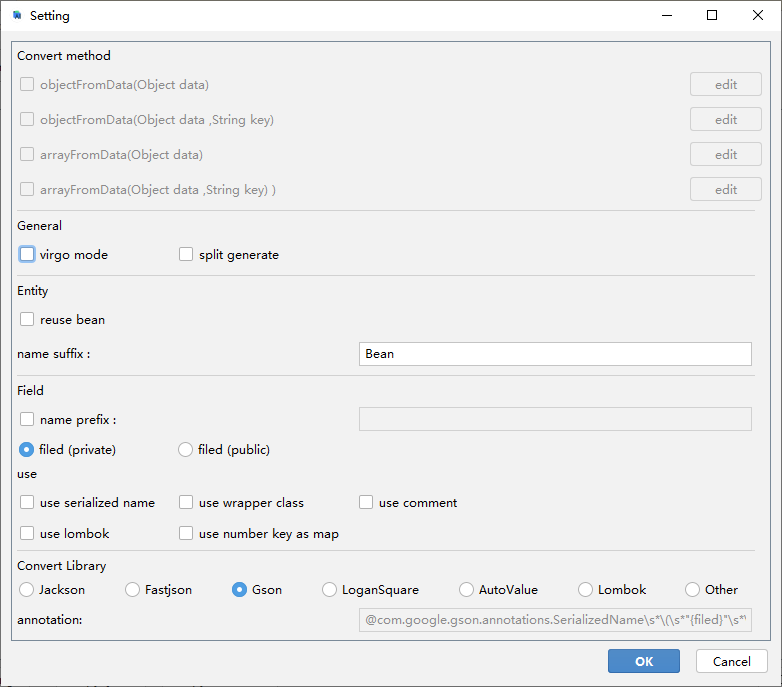 Setting
Convert method
objectFromData(Object data) edit
objectFromData(Object data ,String key) edit
arrayFromData(Object data) edit
arrayFromData(Object data ,String key) ) edit
General
virgo mode split generate
Entity
reuse bean
name suffix : Bean
Field
name prefix :
filed (private) filed (public)
use
use serialized name use wrapper class use comment
use lombok use number key as map
Convert Library
Jackson Fastjson Gson LoganSquare AutoValue Lombok Other
annotation: @com.google.gson.annotations.SerializedName\s*\(\s*"{filed}"\s*\
OK Cancel